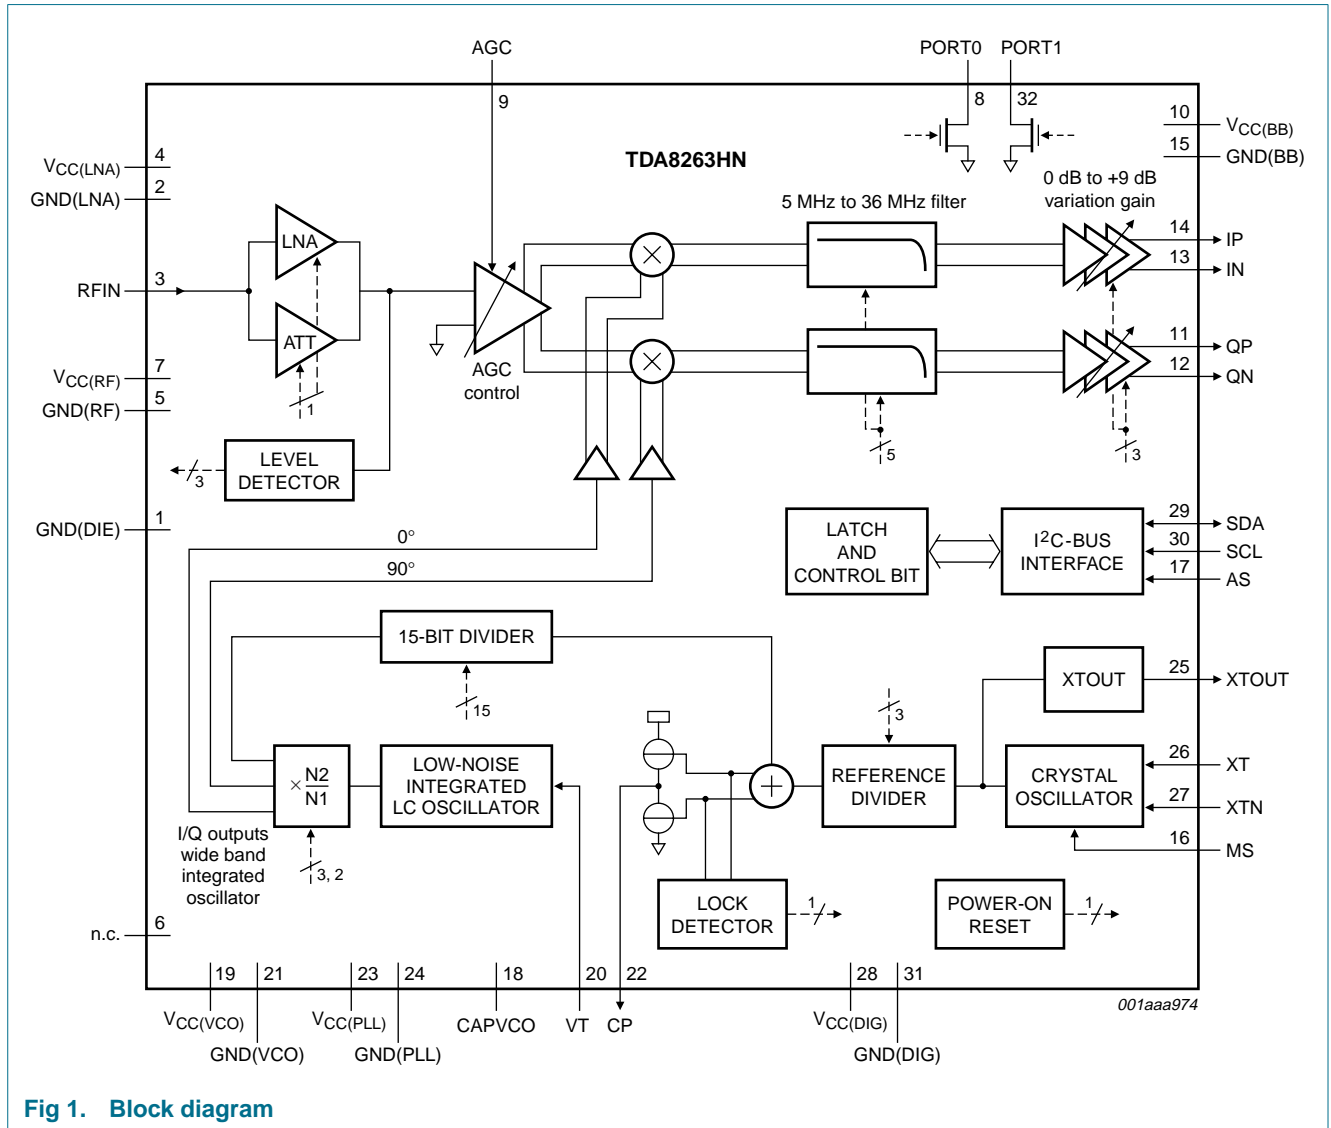 AGC
PORT0
PORT1
9
8
32
TDA8263HN
10
VCC(BB)
15
GND(BB)
VCC(LNA)
4
GND(LNA)
2
0 dB to +9 dB
variation gain
5 MHz to 36 MHz filter
LNA
14
IP
13
IN
RFIN
3
ATT
AGC
control
11
QP
12
QN
VCC(RF)
7
GND(RF)
5
1
5
3
LEVEL
DETECTOR
3
GND(DIE)
1
0°
90°
LATCH
AND
CONTROL BIT
I2C-BUS
INTERFACE
29
SDA
30
SCL
17
AS
15-BIT DIVIDER
15
XTOUT
25
XTOUT
3
× N2
N1
LOW-NOISE
INTEGRATED
LC OSCILLATOR
REFERENCE
DIVIDER
CRYSTAL
OSCILLATOR
26
XT
27
XTN
16
MS
I/Q outputs
wide band
integrated
oscillator
3, 2
LOCK
DETECTOR
1
POWER-ON
RESET
1
n.c.
6
19
21
23
24
18
20
22
28
31
001aaa974
VCC(VCO)
GND(VCO)
VCC(PLL)
GND(PLL)
CAPVCO
VT
CP
VCC(DIG)
GND(DIG)
Fig 1. Block diagram